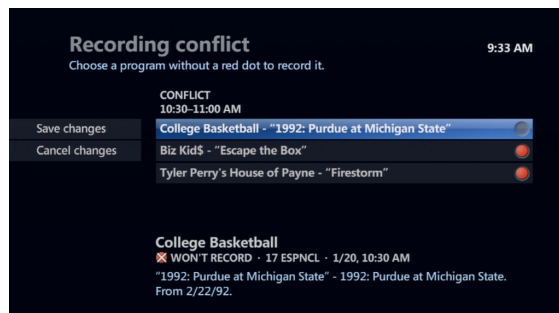 Recording conflict
9:33 AM
Choose a program without a red dot to record it.
CONFLICT
10:30–11:00 AM
Save changes
College Basketball - "1992: Purdue at Michigan State"
Cancel changes
Biz Kid$ - "Escape the Box"
Tyler Perry's House of Payne - "Firestorm"
College Basketball
WON'T RECORD · 17 ESPNCL · 1/20, 10:30 AM
"1992: Purdue at Michigan State" - 1992: Purdue at Michigan State.
From 2/22/92.